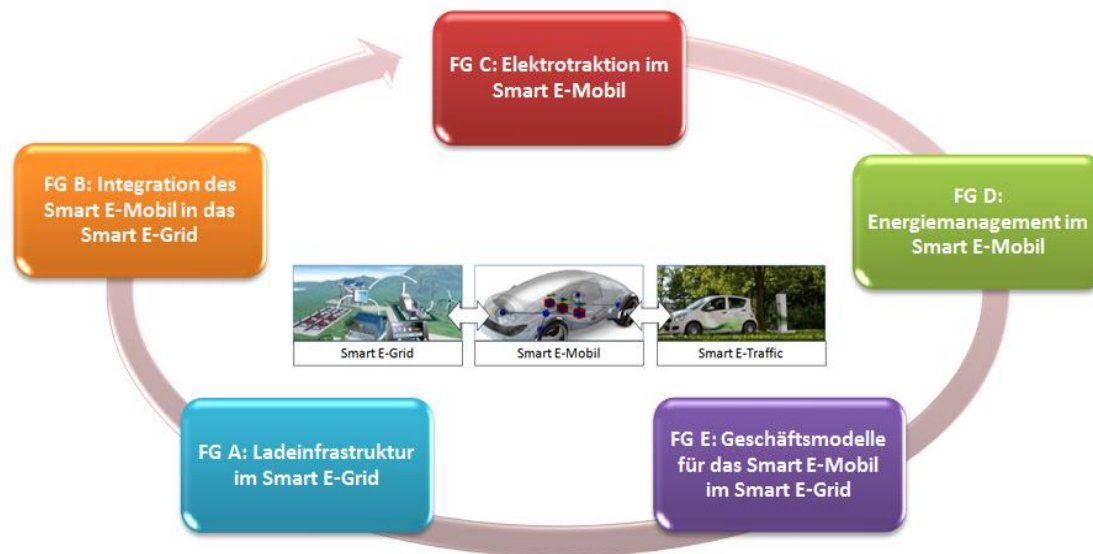 FG C: Elektrotraktion im
Smart E-Mobil
FG B: Integration des
Smart E-Mobil in das
Smart E-Grid
FG D:
Energiemanagement im
Smart E-Mobil
Smart E-Grid
Smart E-Mobil
Smart E-Traffic
FG A: Ladeinfrastruktur
im Smart E-Grid
FG E: Geschäftsmodelle
für das Smart E-Mobil
im Smart E-Grid